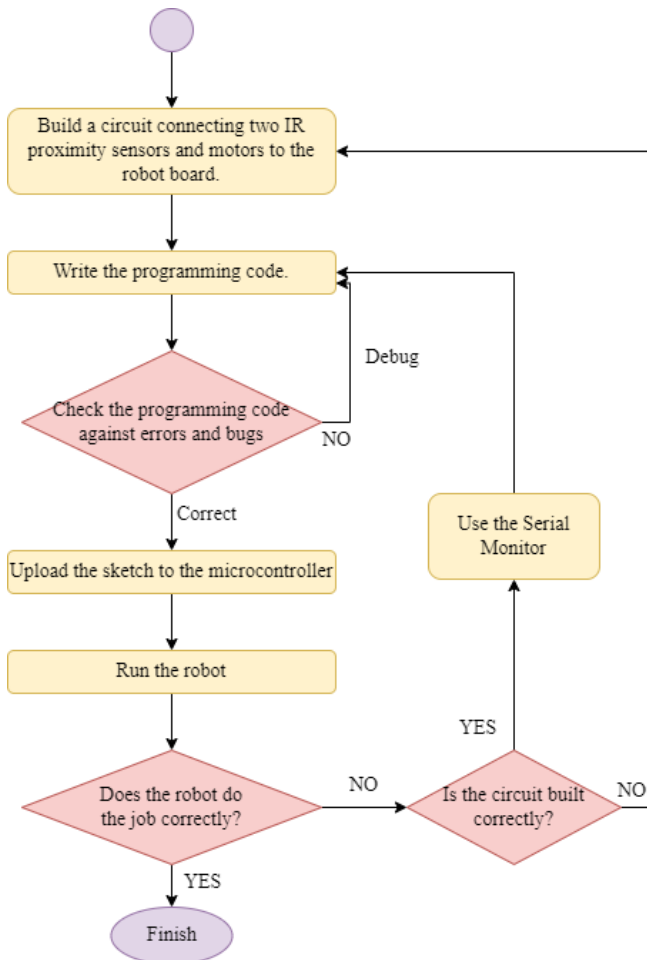 Build a circuit connecting two IR
proximity sensors and motors to the
robot board.
Write the programming code.
Debug
Check the programming code
against errors and bugs
NO
Correct
Use the Serial
Monitor
Upload the sketch to the microcontroller
Run the robot
YES
Does the robot do
the job correctly?
NO
Is the circuit built
correctly?
NO
YES
Finish